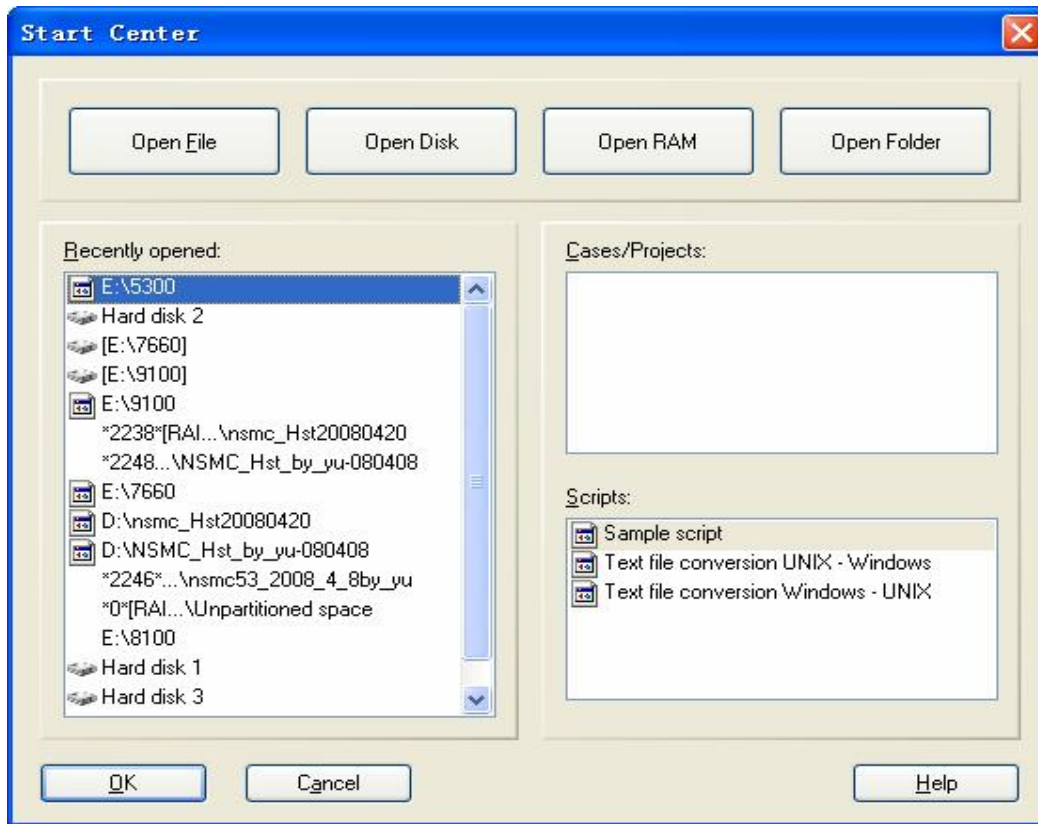 Start Center
Open File
Open Disk
Open RAM
Open Folder
Recently opened:
E:\5300
Hard disk 2
[E:\7660]
[E:\9100]
E:\9100
*2238*[RAI...\nsmc_Hst20080420
*2248...\NSMC_Hst_by_yu-080408
E:\7660
D:\nsmc_Hst20080420
D:\NSMC_Hst_by_yu-080408
*2246*...\nsmc53_2008_4_8by_yu
*0*[RAI...\Unpartitioned space
E:\8100
Hard disk 1
Hard disk 3
Cases/Projects:
Scripts:
Sample script
Text file conversion UNIX - Windows
Text file conversion Windows - UNIX
OK
Cancel
Help